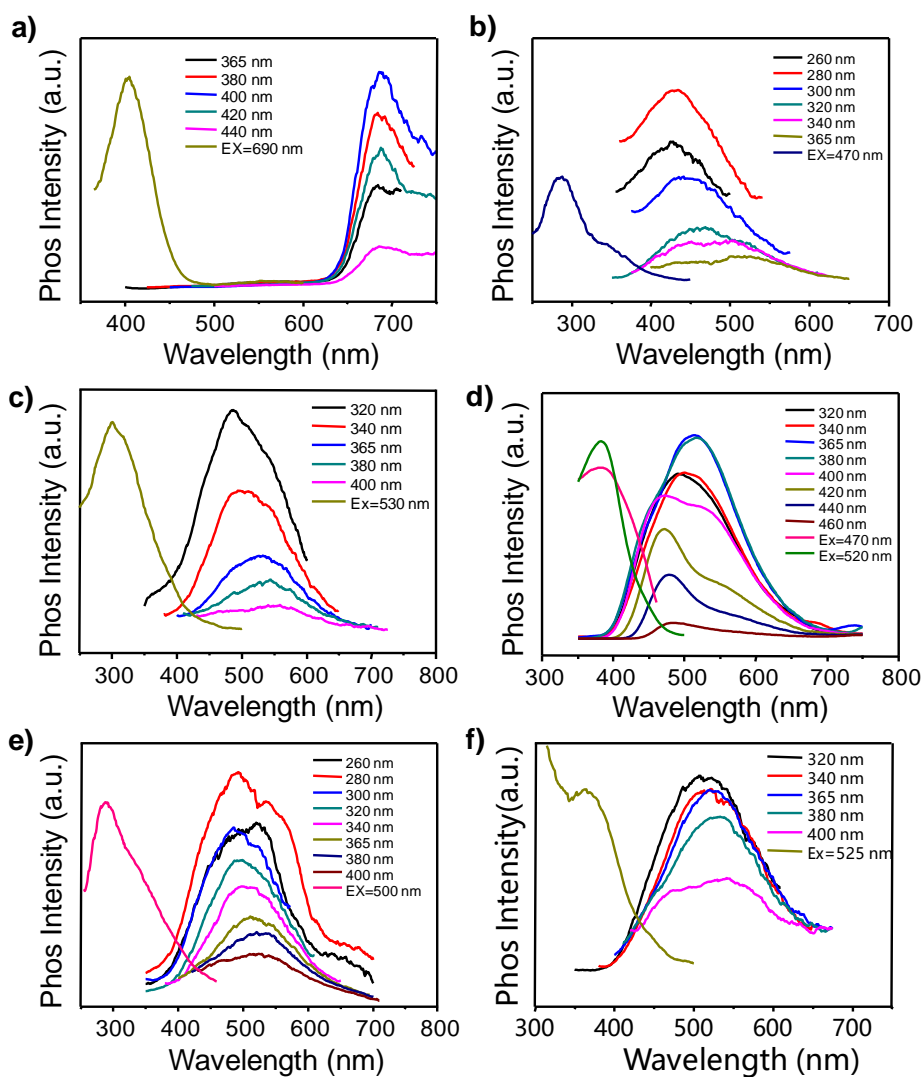 a)
Phos Intensity (a.u.)
365 nm
380 nm
400 nm
420 nm
440 nm
EX=690 nm
400 500 600 700
Wavelength (nm)
b)
Phos Intensity (a.u.)
260 nm
280 nm
300 nm
320 nm
340 nm
365 nm
EX=470 nm
300 400 500 600 700
Wavelength (nm)
c)
Phos Intensity (a.u.)
320 nm
340 nm
365 nm
380 nm
400 nm
Ex=530 nm
300 400 500 600 700 800
Wavelength (nm)
d)
Phos Intensity (a.u.)
320 nm
340 nm
365 nm
380 nm
400 nm
420 nm
440 nm
460 nm
Ex=470 nm
Ex=520 nm
300 400 500 600 700 800
Wavelength (nm)
e)
Phos Intensity (a.u.)
260 nm
280 nm
300 nm
320 nm
340 nm
365 nm
380 nm
400 nm
EX=500 nm
300 400 500 600 700 800
Wavelength (nm)
f)
Phos Intensity(a.u.)
320 nm
340 nm
365 nm
380 nm
400 nm
Ex=525 nm
300 400 500 600 700
Wavelength (nm)